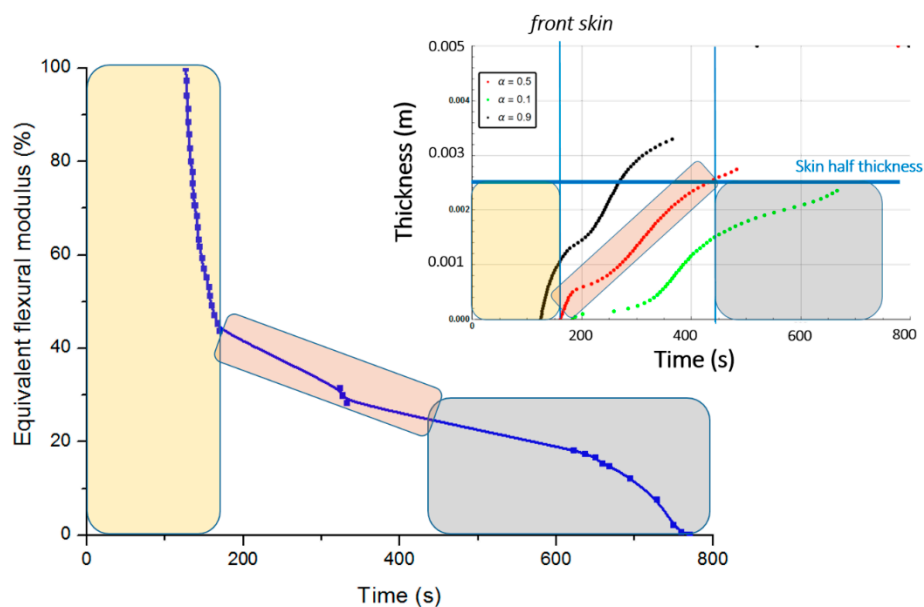 front skin
0.005
0.004
0.003
0.002
0.001
0.000
Thickness (m)
α = 0.5
α = 0.1
α = 0.9
Skin half thickness
0 200 400 600 800
Time (s)
100
80
60
40
20
0
Equivalent flexural modulus (%)
0 200 400 600 800
Time (s)